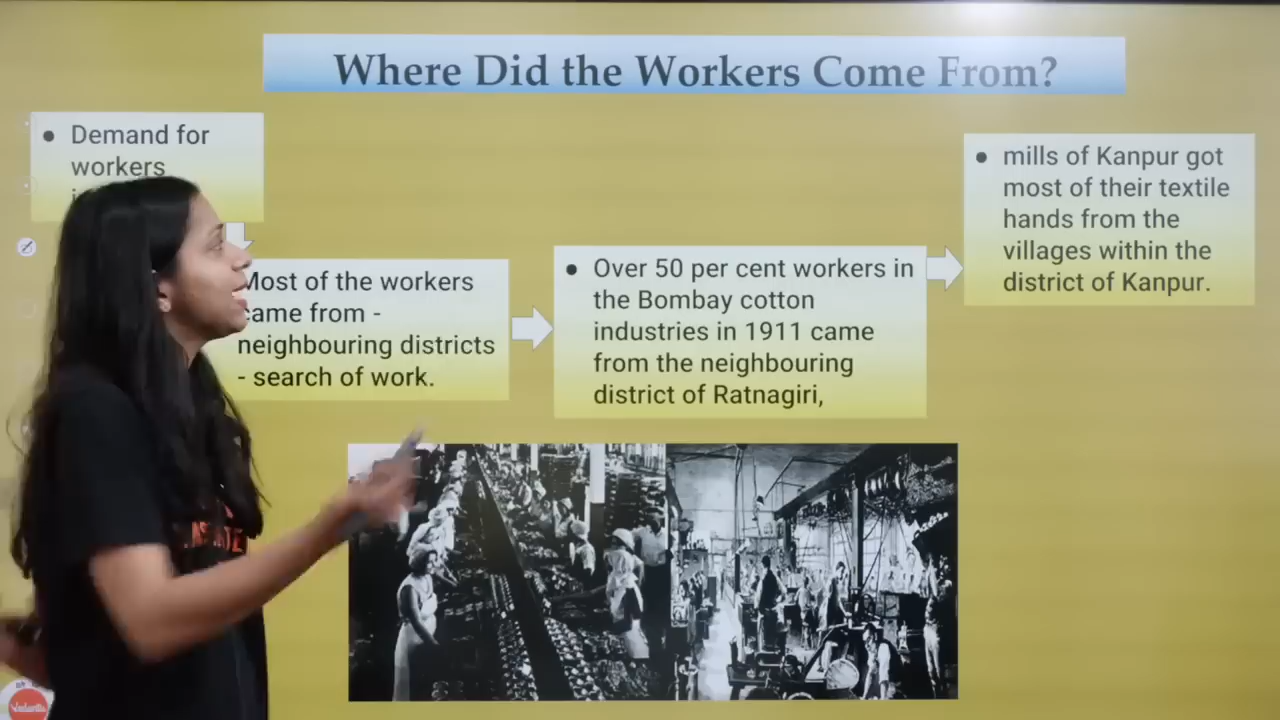 Where Did the Workers Come From?
● Demand for
workers
Most of the workers
came from -
neighbouring districts
- search of work.
● Over 50 per cent workers in
the Bombay cotton
industries in 1911 came
from the neighbouring
district of Ratnagiri,
● mills of Kanpur got
most of their textile
hands from the
villages within the
district of Kanpur.
Vedantu